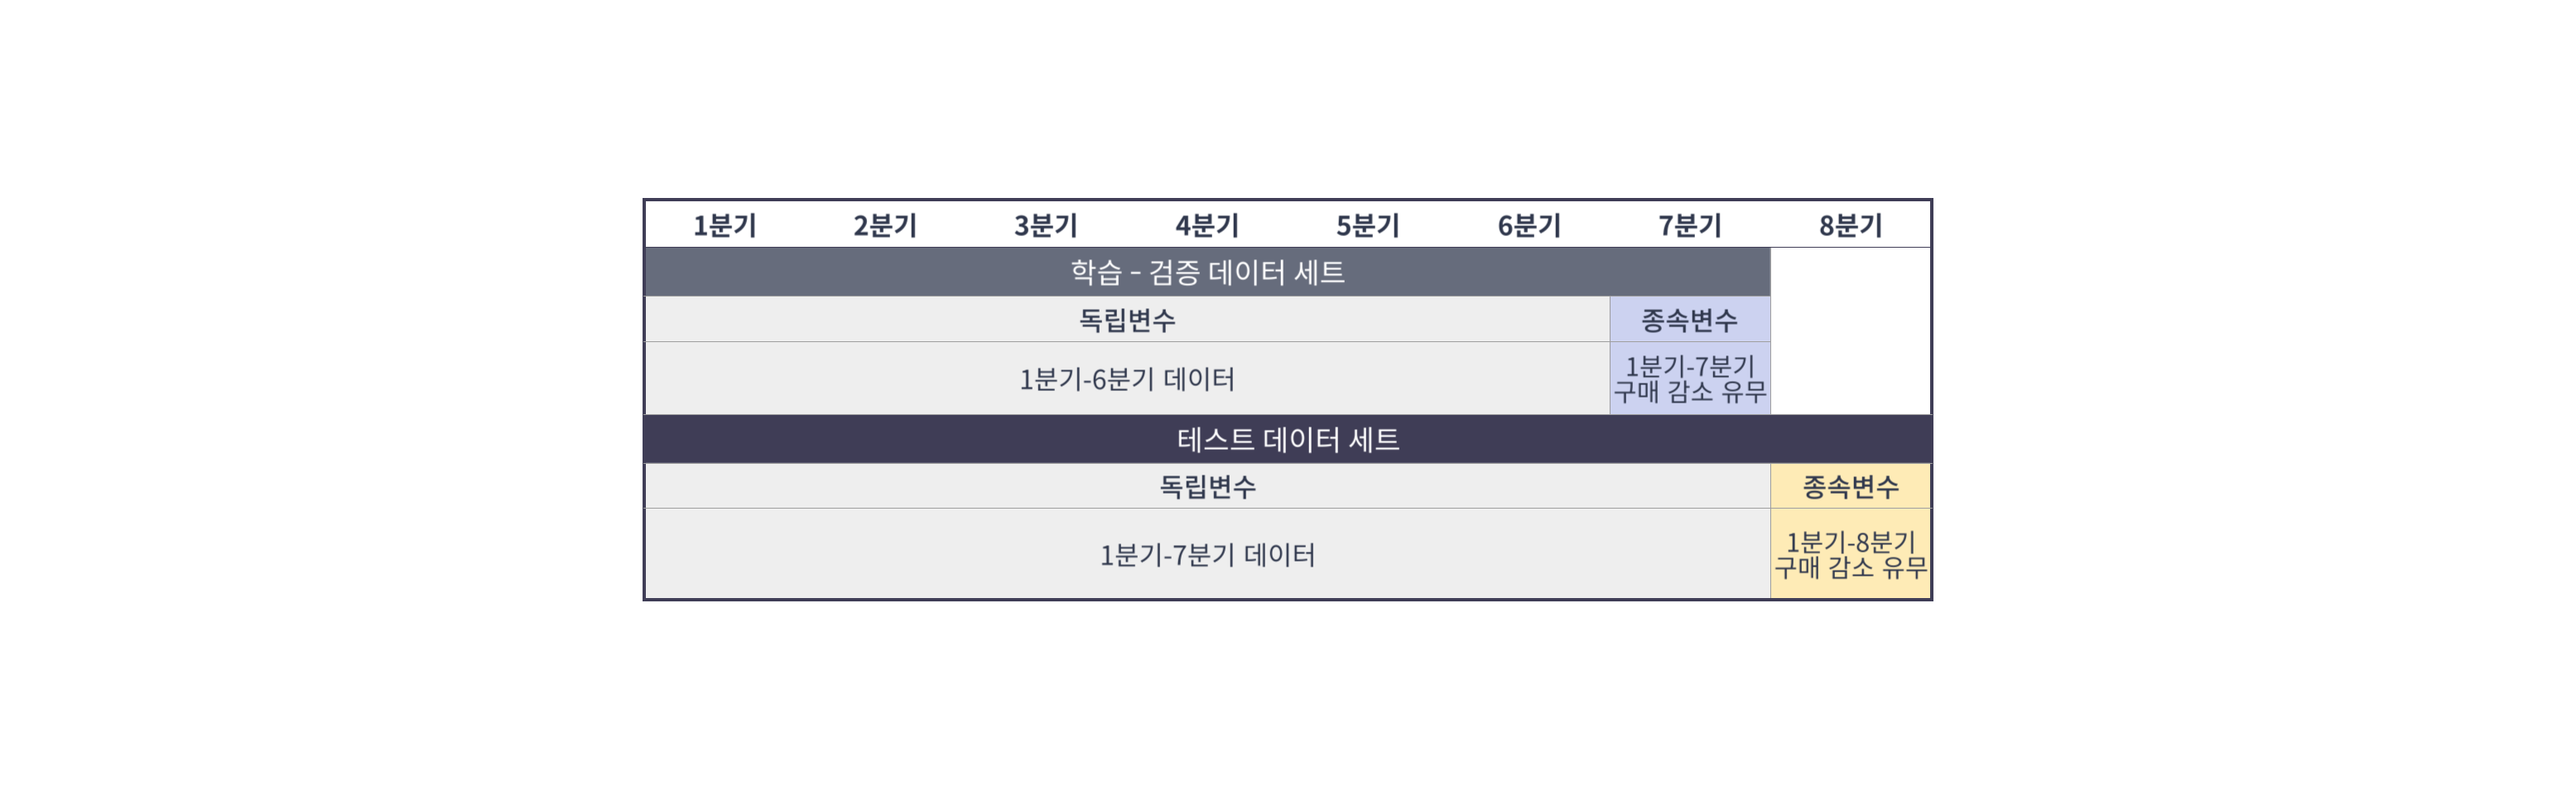 1분기 2분기 3분기 4분기 5분기 6분기 7분기 8분기
학습 - 검증 데이터 세트
독립변수 종속변수
1분기-6분기 데이터
1분기-7분기
구매 감소 유무
테스트 데이터 세트
독립변수 종속변수
1분기-7분기 데이터
1분기-8분기
구매 감소 유무